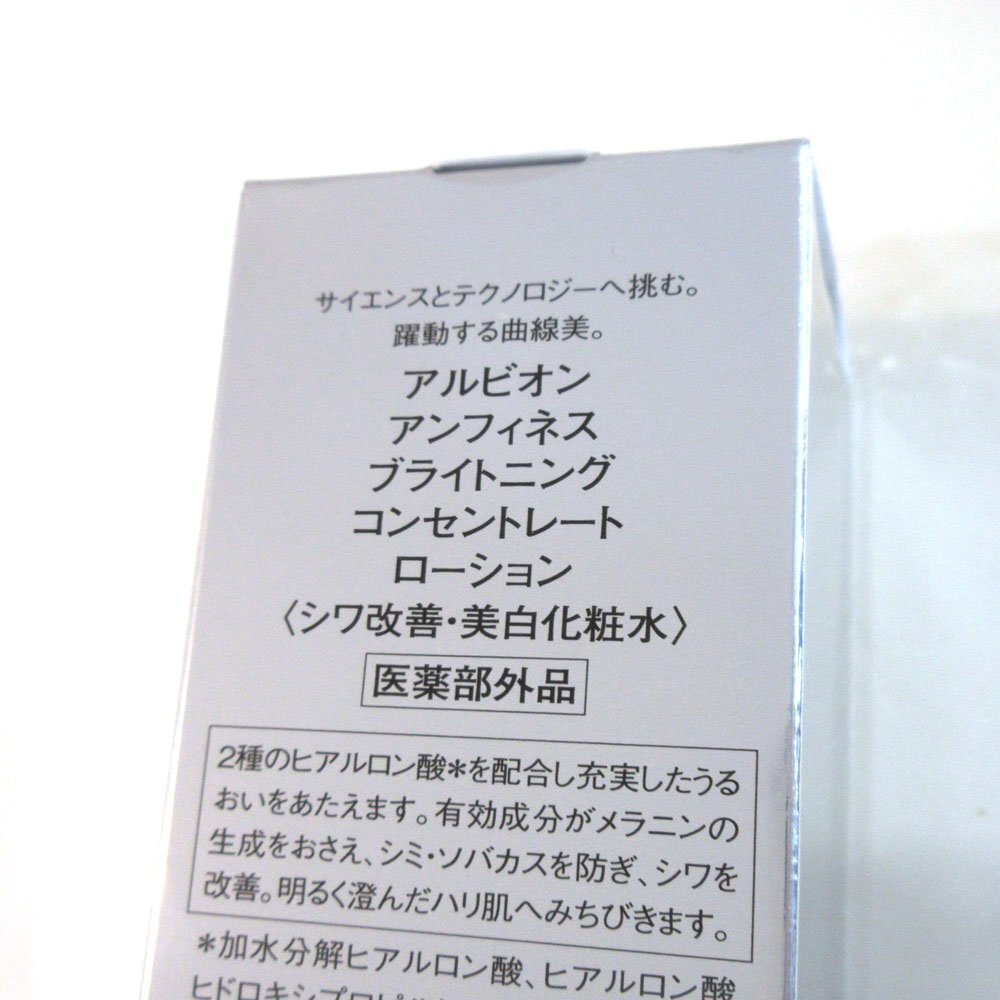 サイエンスとテクノロジーへ挑む。
躍動する曲線美。
アルビオン
アンフィネス
ブライトニング
コンセントレート
ローション
〈シワ改善・美白化粧水〉
医薬部外品
2種のヒアルロン酸*を配合し充実したうる
おいをあたえます。有効成分がメラニンの
生成をおさえ、シミ・ソバカスを防ぎ、シワを
改善。明るく澄んだハリ肌へみちびきます。
*加水分解ヒアルロン酸、ヒアルロン酸